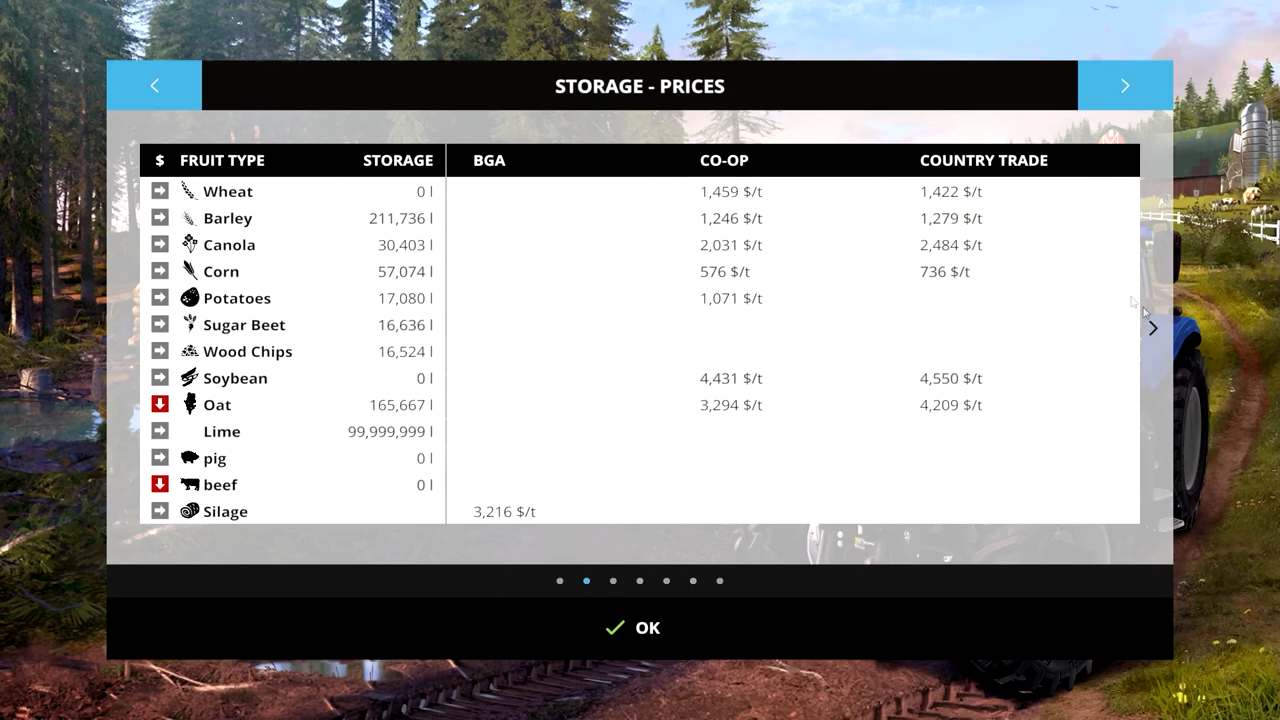 STORAGE - PRICES
$ FRUIT TYPE STORAGE BGA CO-OP COUNTRY TRADE
Wheat 0 l 1,459 $/t 1,422 $/t
Barley 211,736 l 1,246 $/t 1,279 $/t
Canola 30,403 l 2,031 $/t 2,484 $/t
Corn 57,074 l 576 $/t 736 $/t
Potatoes 17,080 l 1,071 $/t
Sugar Beet 16,636 l
Wood Chips 16,524 l
Soybean 0 l 4,431 $/t 4,550 $/t
Oat 165,667 l 3,294 $/t 4,209 $/t
Lime 99,999,999 l
pig 0 l
beef 0 l
Silage 3,216 $/t
OK